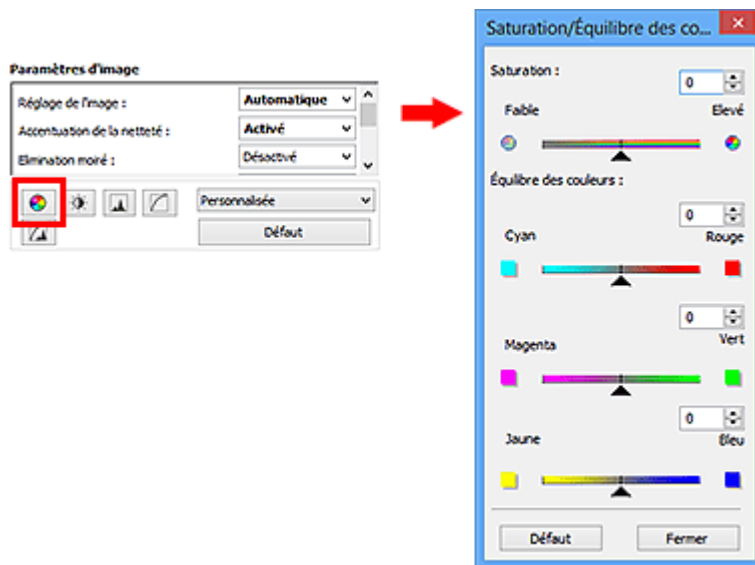 Paramètres d'image
Réglage de l'image : Automatique
Accentuation de la netteté : Activé
Elimination moiré : Désactivé
Personnalisée
Défaut
Saturation/Équilibre des co...
Saturation :
0
Faible Elevé
Équilibre des couleurs :
0
Cyan Rouge
0
Magenta Vert
0
Jaune Bleu
Défaut Fermer